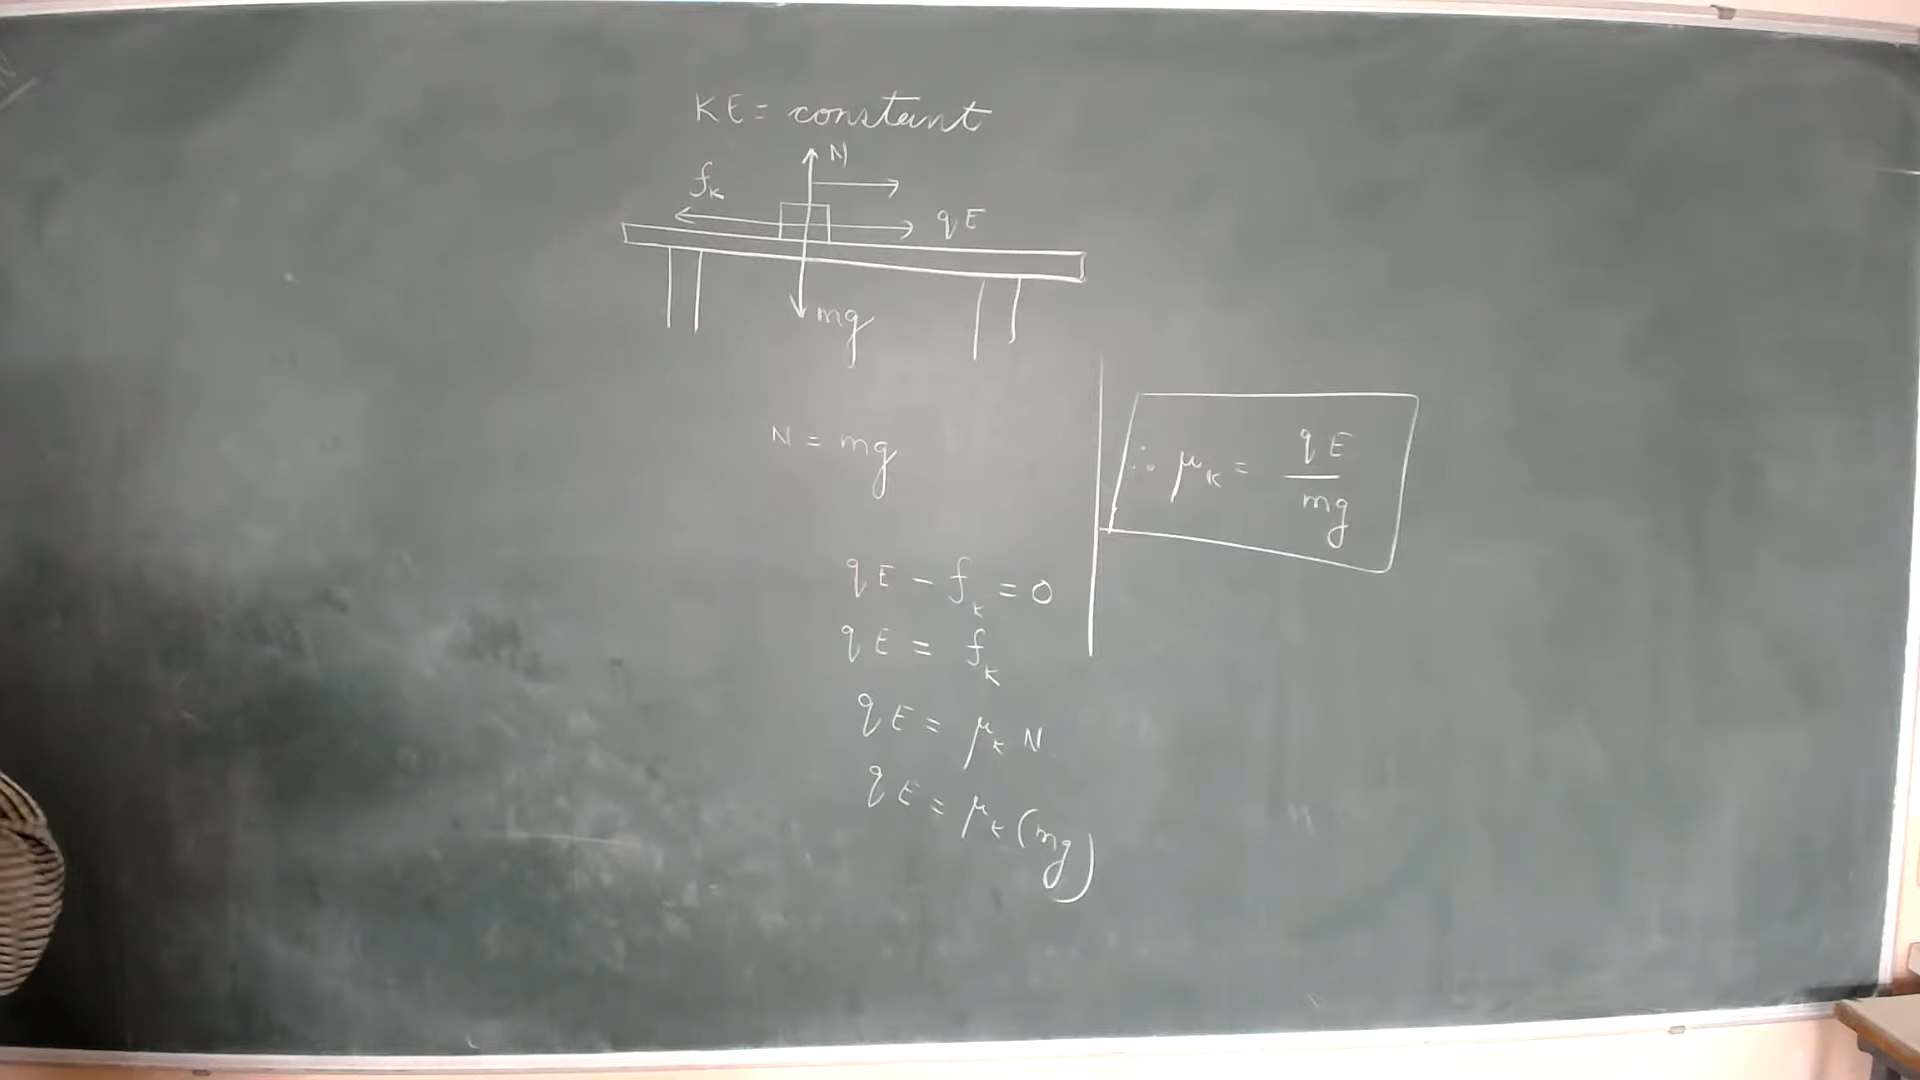 KE = constant
N
fK
qE
mg
N = mg
qE - fK = 0
qE = fK
qE = μK N
qE = μK (mg)
∴ μK = qE / mg